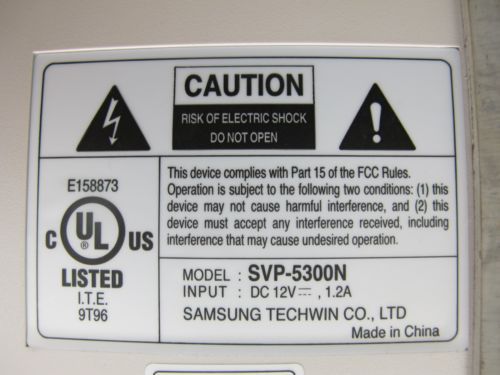 CAUTION
RISK OF ELECTRIC SHOCK
DO NOT OPEN
E158873
C UL US
®
LISTED
I.T.E.
9T96
This device complies with Part 15 of the FCC Rules.
Operation is subject to the following two conditions: (1) this
device may not cause harmful interference, and (2) this
device must accept any interference received, including
interference that may cause undesired operation.
MODEL : SVP-5300N
INPUT : DC 12V⎓ , 1.2A
SAMSUNG TECHWIN CO., LTD
Made in China